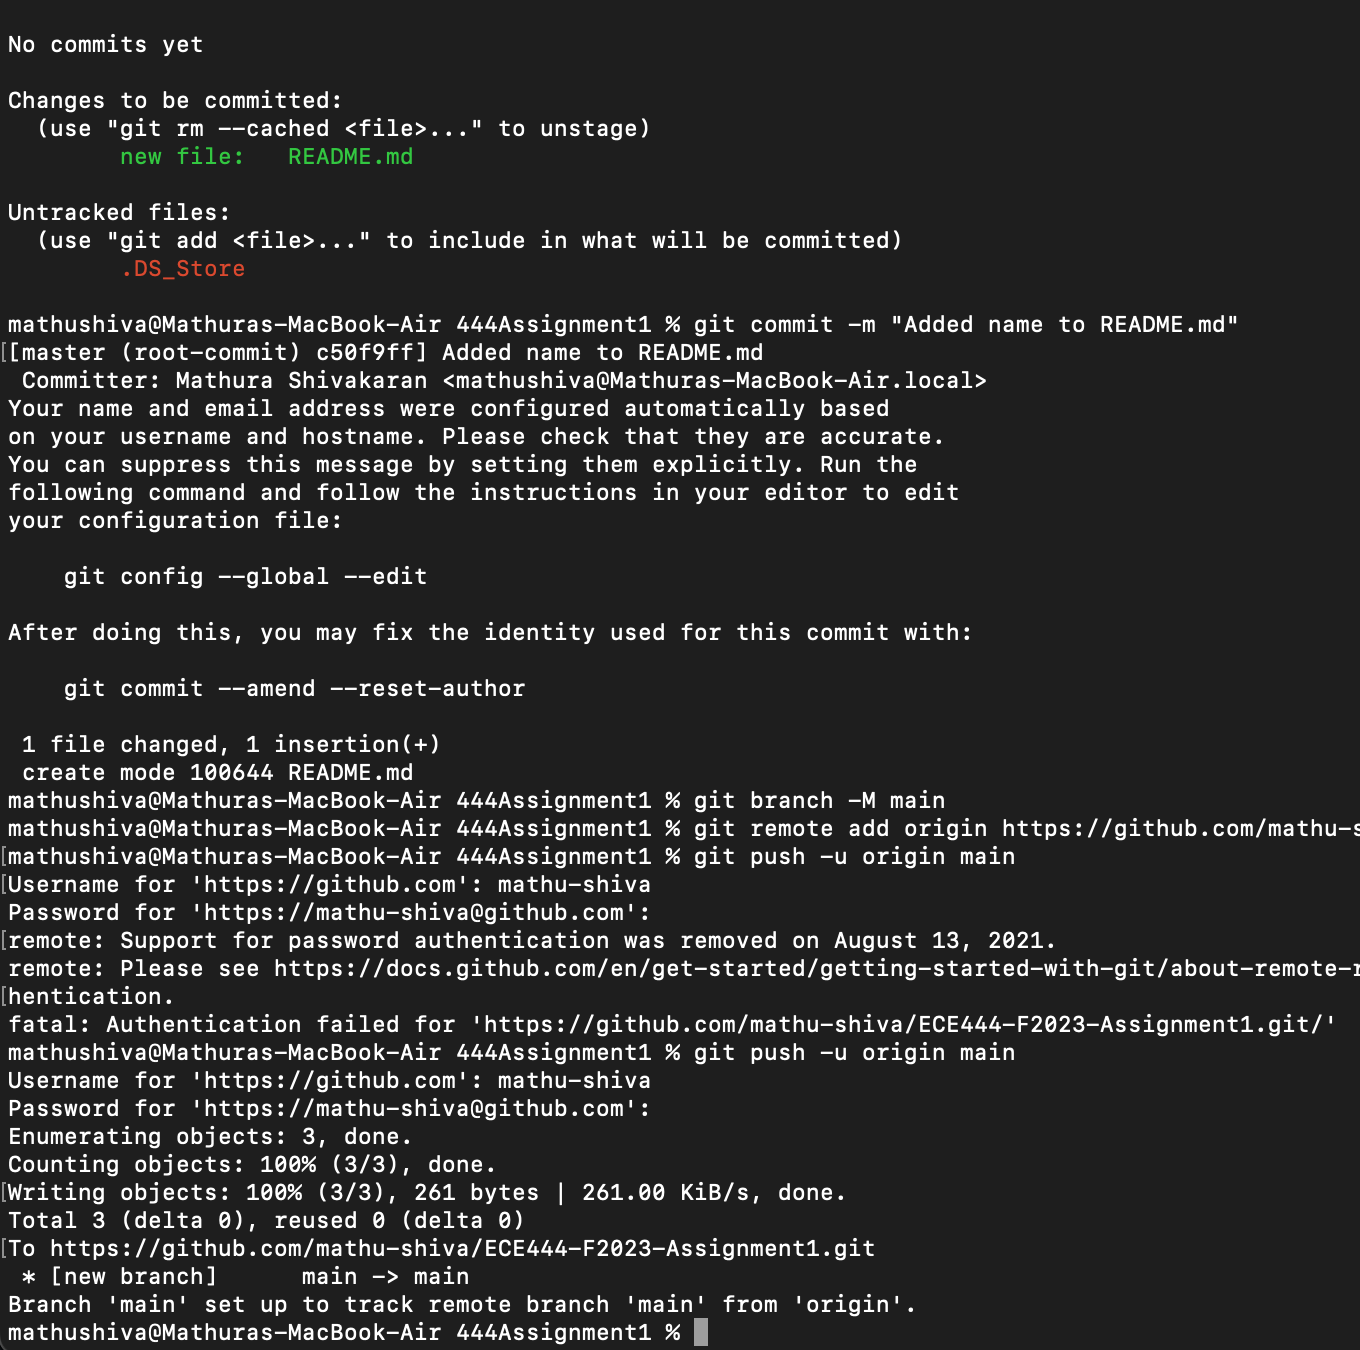 No commits yet
Changes to be committed:
(use "git rm --cached <file>..." to unstage)
new file: README.md
Untracked files:
(use "git add <file>..." to include in what will be committed)
.DS_Store
mathushiva@Mathuras-MacBook-Air 444Assignment1 % git commit -m "Added name to README.md"
[[master (root-commit) c50f9ff] Added name to README.md
Committer: Mathura Shivakaran <mathushiva@Mathuras-MacBook-Air.local>
Your name and email address were configured automatically based
on your username and hostname. Please check that they are accurate.
You can suppress this message by setting them explicitly. Run the
following command and follow the instructions in your editor to edit
your configuration file:
git config --global --edit
After doing this, you may fix the identity used for this commit with:
git commit --amend --reset-author
1 file changed, 1 insertion(+)
create mode 100644 README.md
mathushiva@Mathuras-MacBook-Air 444Assignment1 % git branch -M main
mathushiva@Mathuras-MacBook-Air 444Assignment1 % git remote add origin https://github.com/mathu-s
[mathushiva@Mathuras-MacBook-Air 444Assignment1 % git push -u origin main
[Username for 'https://github.com': mathu-shiva
Password for 'https://mathu-shiva@github.com':
[remote: Support for password authentication was removed on August 13, 2021.
remote: Please see https://docs.github.com/en/get-started/getting-started-with-git/about-remote-r
[hentication.
fatal: Authentication failed for 'https://github.com/mathu-shiva/ECE444-F2023-Assignment1.git/'
mathushiva@Mathuras-MacBook-Air 444Assignment1 % git push -u origin main
Username for 'https://github.com': mathu-shiva
Password for 'https://mathu-shiva@github.com':
Enumerating objects: 3, done.
Counting objects: 100% (3/3), done.
[Writing objects: 100% (3/3), 261 bytes | 261.00 KiB/s, done.
Total 3 (delta 0), reused 0 (delta 0)
[To https://github.com/mathu-shiva/ECE444-F2023-Assignment1.git
* [new branch] main -> main
Branch 'main' set up to track remote branch 'main' from 'origin'.
mathushiva@Mathuras-MacBook-Air 444Assignment1 %